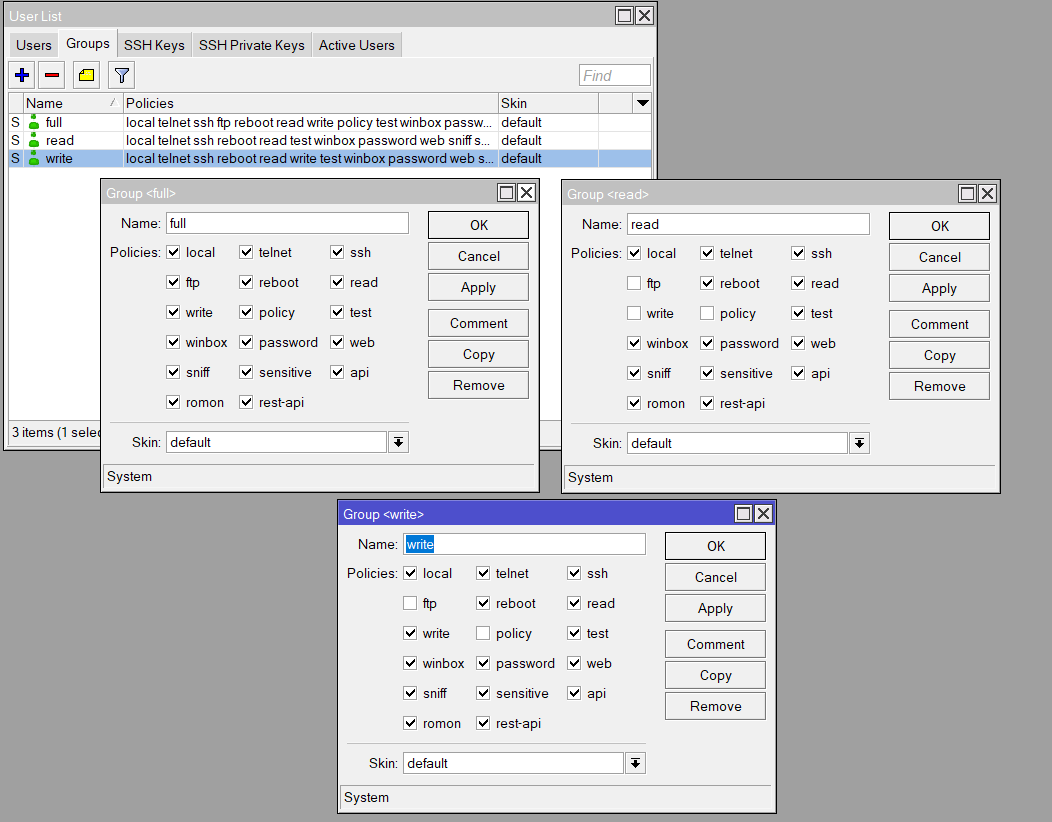 User List
Users Groups SSH Keys SSH Private Keys Active Users
Find
Name Policies Skin
S full local telnet ssh ftp reboot read write policy test winbox passw... default
S read local telnet ssh reboot read test winbox password web sniff s... default
S write local telnet ssh reboot read write test winbox password web s... default
3 items (1 selec
Group <full>
Name: full OK
Policies: local telnet ssh Cancel
ftp reboot read Apply
write policy test Comment
winbox password web Copy
sniff sensitive api Remove
romon rest-api
Skin: default
System
Group <read>
Name: read OK
Policies: local telnet ssh Cancel
ftp reboot read Apply
write policy test Comment
winbox password web Copy
sniff sensitive api Remove
romon rest-api
Skin: default
System
Group <write>
Name: write OK
Policies: local telnet ssh Cancel
ftp reboot read Apply
write policy test Comment
winbox password web Copy
sniff sensitive api Remove
romon rest-api
Skin: default
System